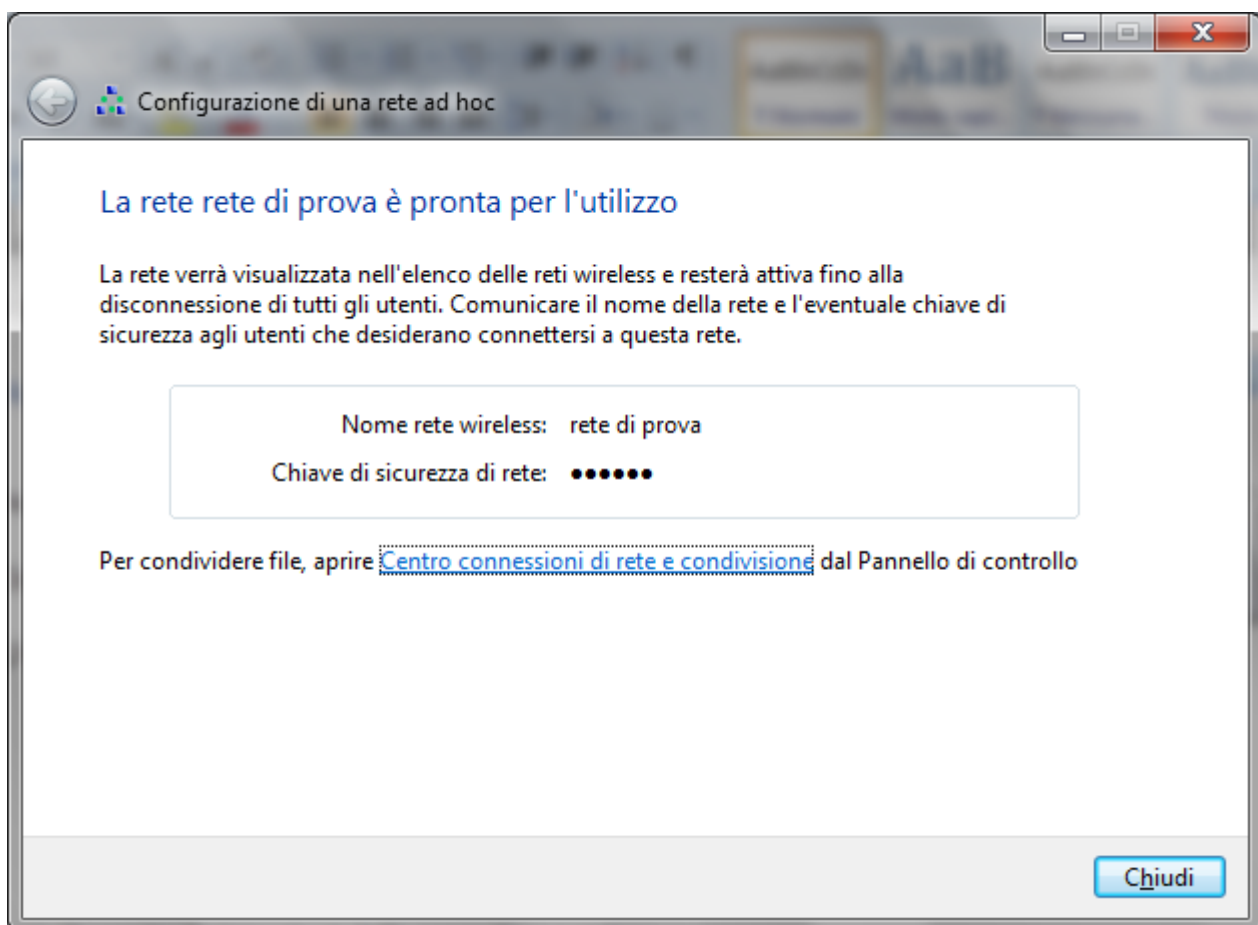 Configurazione di una rete ad hoc
La rete rete di prova è pronta per l'utilizzo
La rete verrà visualizzata nell'elenco delle reti wireless e resterà attiva fino alla
disconnessione di tutti gli utenti. Comunicare il nome della rete e l'eventuale chiave di
sicurezza agli utenti che desiderano connettersi a questa rete.
Nome rete wireless: rete di prova
Chiave di sicurezza di rete: ●●●●●●
Per condividere file, aprire Centro connessioni di rete e condivisione dal Pannello di controllo
Chiudi